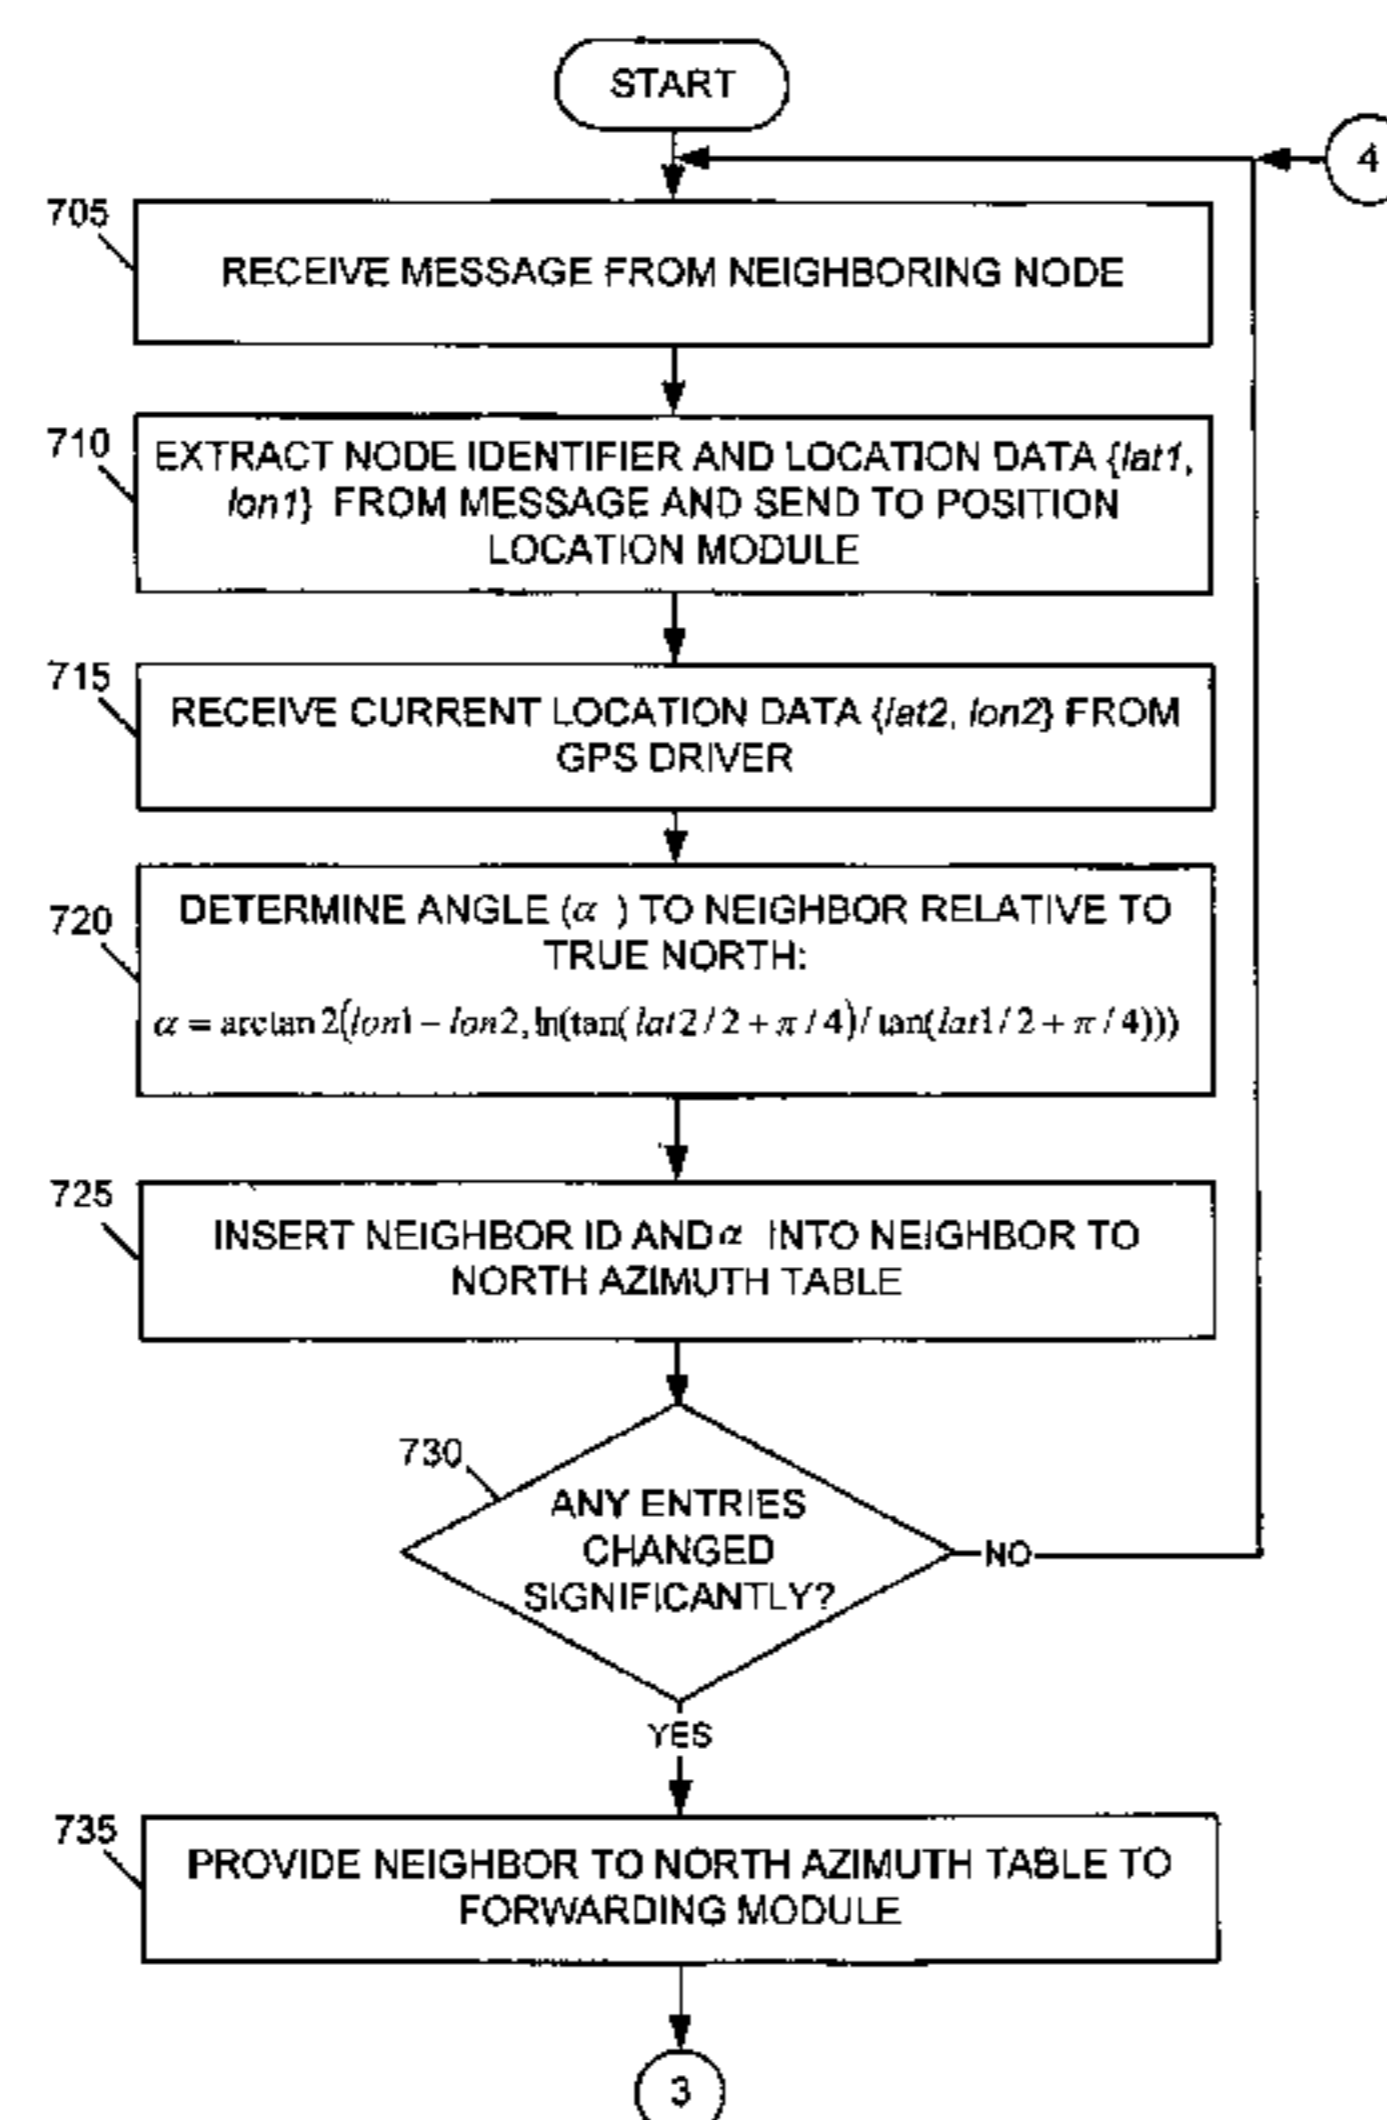 START
4
705
RECEIVE MESSAGE FROM NEIGHBORING NODE
710
EXTRACT NODE IDENTIFIER AND LOCATION DATA {lat1,
lon1} FROM MESSAGE AND SEND TO POSITION
LOCATION MODULE
715
RECEIVE CURRENT LOCATION DATA {lat2, lon2} FROM
GPS DRIVER
720
DETERMINE ANGLE (α ) TO NEIGHBOR RELATIVE TO
TRUE NORTH:
α = arctan 2(lon1 − lon2, ln(tan(lat2 / 2 + π / 4)/ tan(lat1 / 2 + π / 4)))
725
INSERT NEIGHBOR ID AND α INTO NEIGHBOR TO
NORTH AZIMUTH TABLE
730
ANY ENTRIES
CHANGED
SIGNIFICANTLY?
NO
YES
735
PROVIDE NEIGHBOR TO NORTH AZIMUTH TABLE TO
FORWARDING MODULE
3